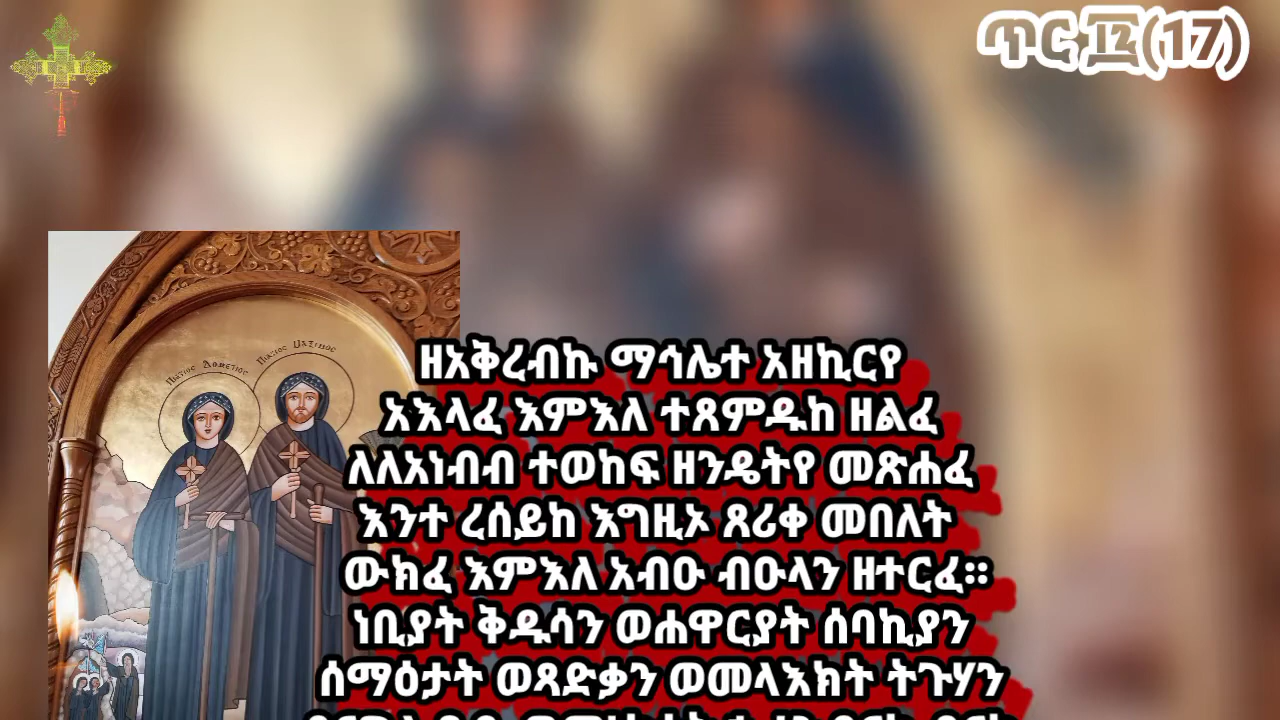 ጥር ፲፯(17)
ዘአቅረብኩ ማኅሌተ አዘኪርየ
አእላፈ እምእለ ተጸምዱከ ዘልፈ
ለለአነብብ ተወከፍ ዘንዴትየ መጽሐፈ
እንተ ረሰይከ እግዚኦ ጸሪቀ መበለት
ውክፈ እምእለ አብዑ ብዑላን ዘተርፈ።
ነቢያት ቅዱሳን ወሐዋርያት ሰባኪያን
ሰማዕታት ወጻድቃን ወመላእክት ትጉሃን